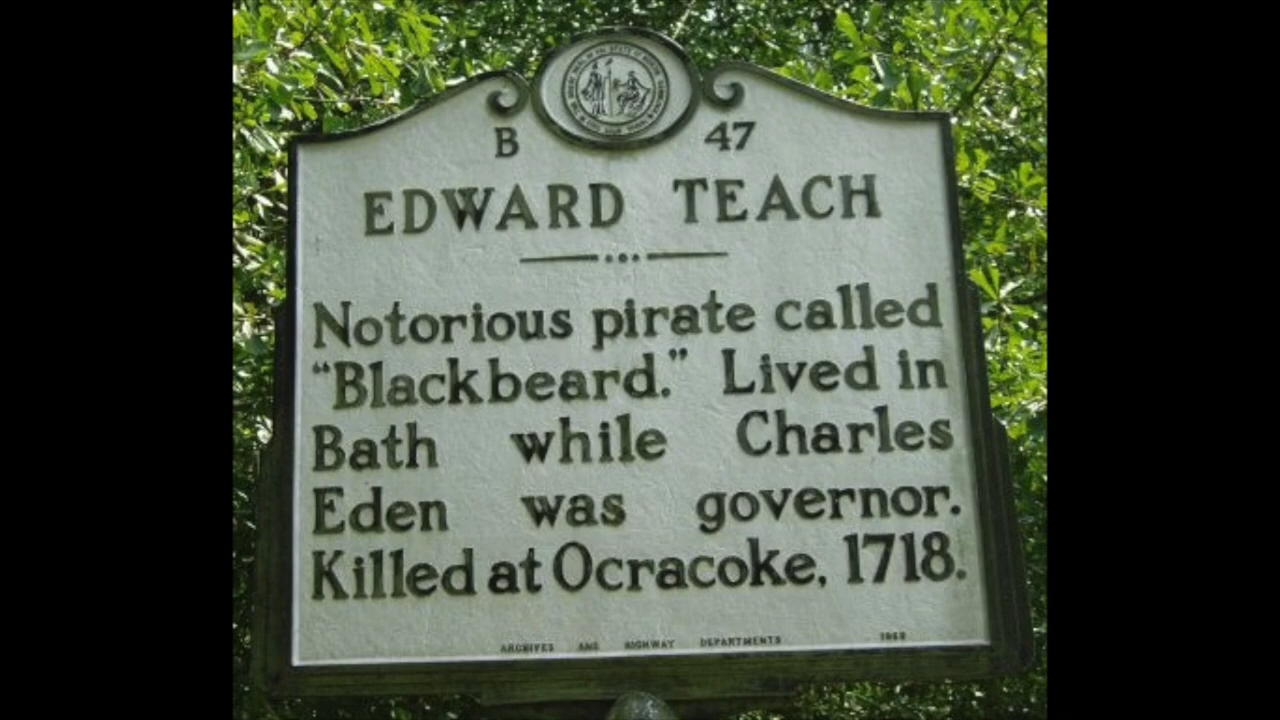 B 47
EDWARD TEACH
Notorious pirate called
"Blackbeard." Lived in
Bath while Charles
Eden was governor.
Killed at Ocracoke, 1718.
ARCHIVES AND HIGHWAY DEPARTMENTS